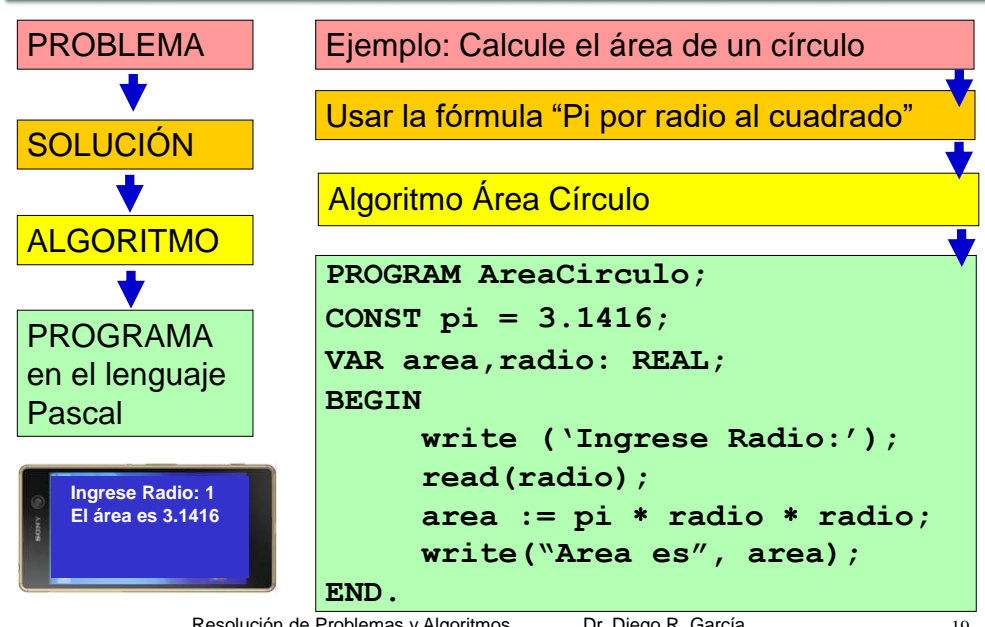 PROBLEMA
SOLUCIÓN
ALGORITMO
PROGRAMA
en el lenguaje
Pascal
Ingrese Radio: 1
El área es 3.1416
SONY
Ejemplo: Calcule el área de un círculo
Usar la fórmula “Pi por radio al cuadrado”
Algoritmo Área Círculo
PROGRAM AreaCirculo;
CONST pi = 3.1416;
VAR area,radio: REAL;
BEGIN
write (‘Ingrese Radio:’);
read(radio);
area := pi * radio * radio;
write(“Area es”, area);
END.
Resolución de Problemas y Algoritmos Dr. Diego R. García 19